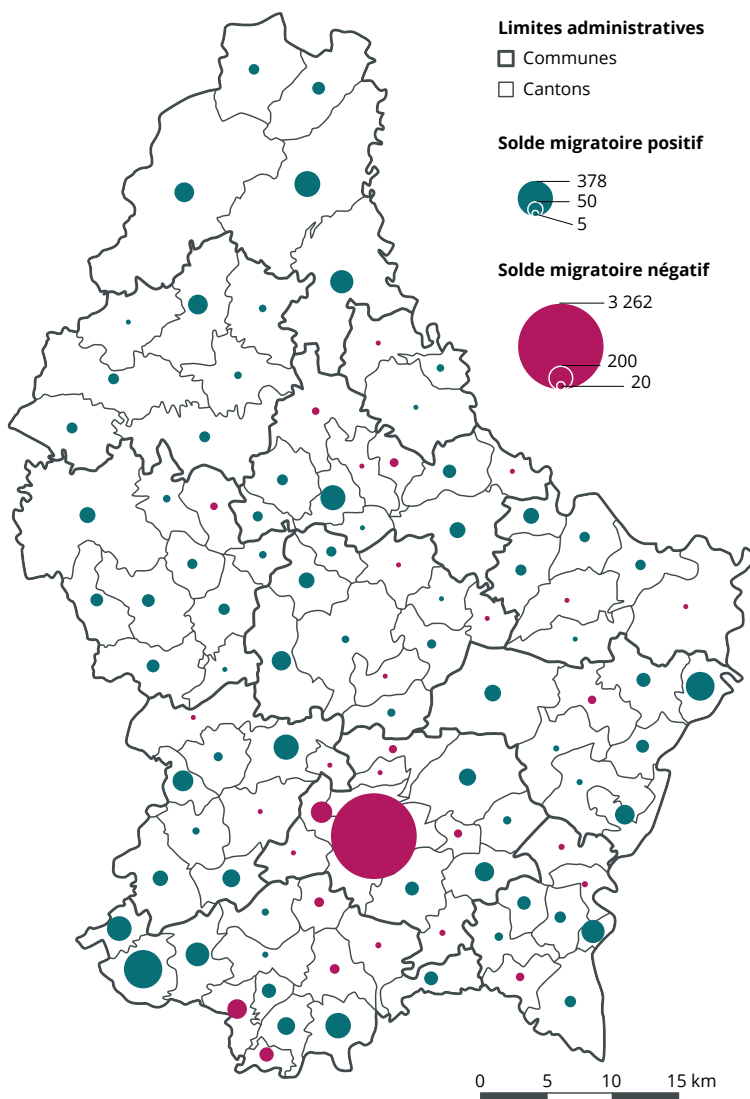 Limites administratives
Communes
Cantons
Solde migratoire positif
378
50
5
Solde migratoire négatif
3 262
200
20
0 5 10 15 km